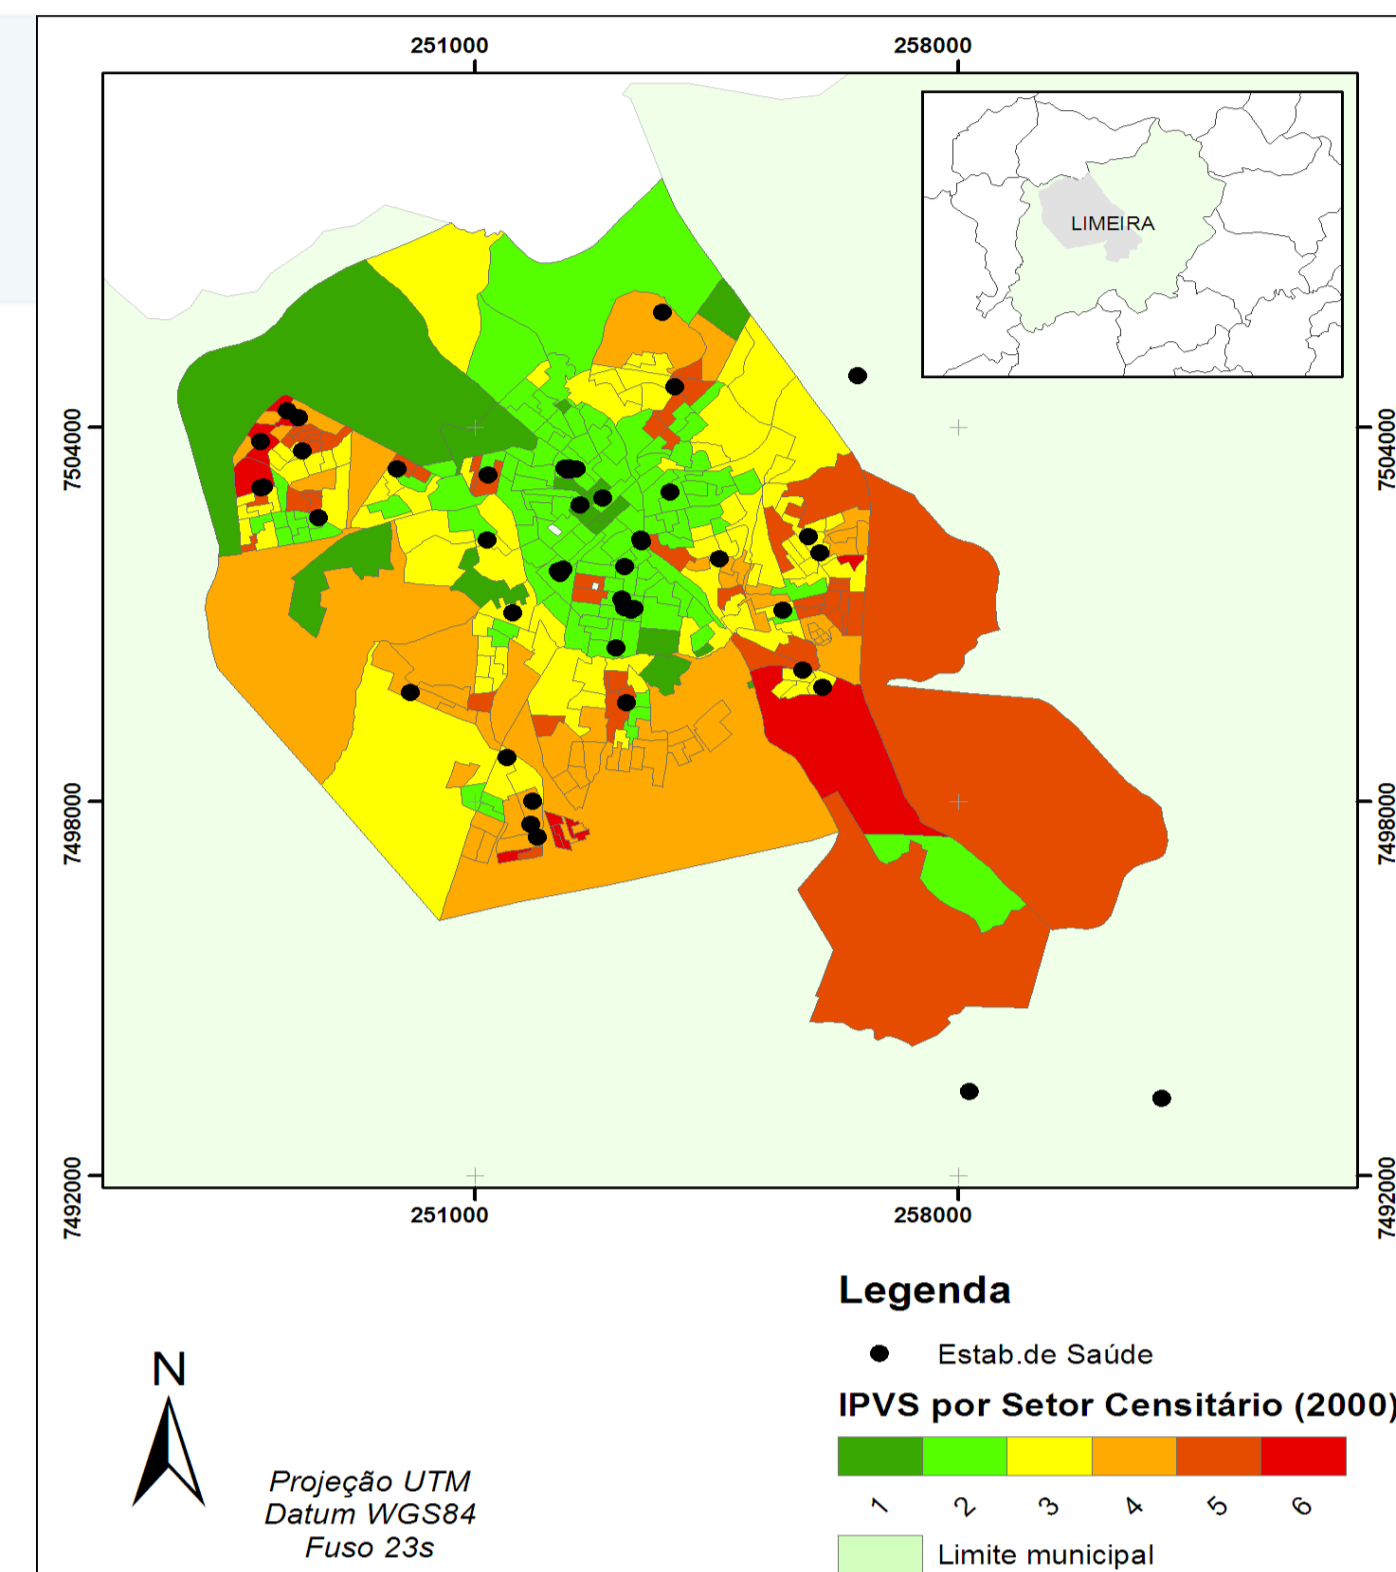 251000 258000
LIMEIRA
7504000 7504000
7498000 7498000
7492000 7492000
251000 258000
Legenda
Estab.de Saúde
IPVS por Setor Censitário (2000)
1 2 3 4 5 6
Limite municipal
N
Projeção UTM
Datum WGS84
Fuso 23s